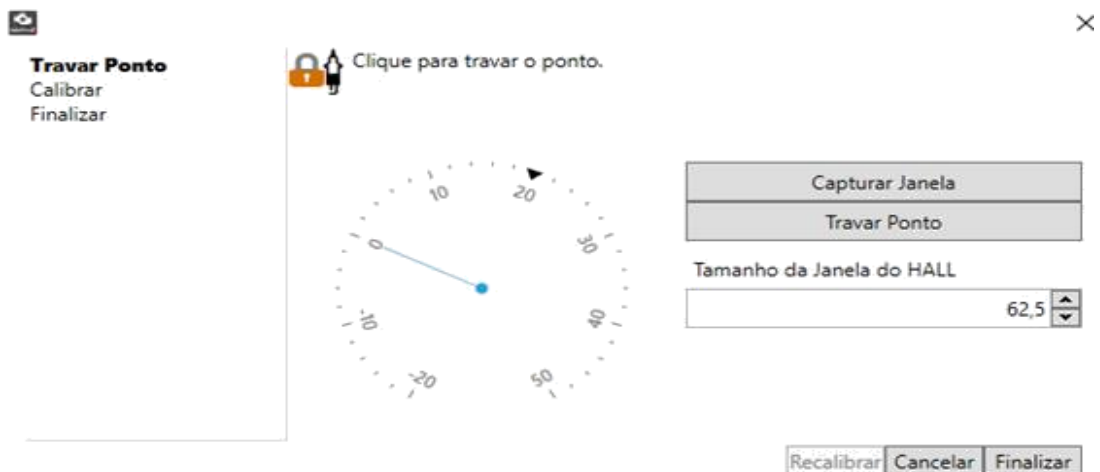 Travar Ponto
Calibrar
Finalizar
Clique para travar o ponto.
-20
-10
0
10
20
30
40
50
Capturar Janela
Travar Ponto
Tamanho da Janela do HALL
62,5
Recalibrar
Cancelar
Finalizar